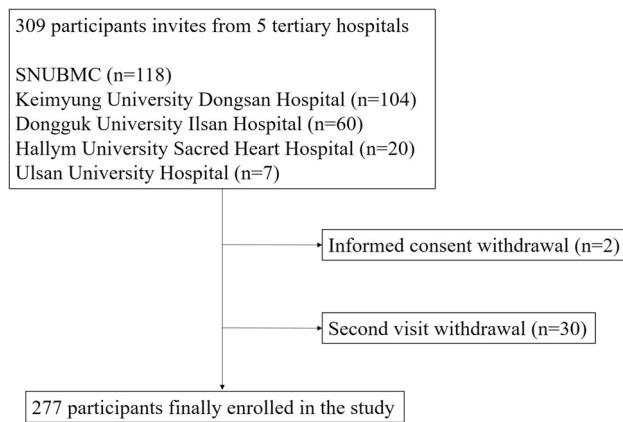 309 participants invites from 5 tertiary hospitals
SNUBMC (n=118)
Keimyung University Dongsan Hospital (n=104)
Dongguk University Ilsan Hospital (n=60)
Hallym University Sacred Heart Hospital (n=20)
Ulsan University Hospital (n=7)
Informed consent withdrawal (n=2)
Second visit withdrawal (n=30)
277 participants finally enrolled in the study